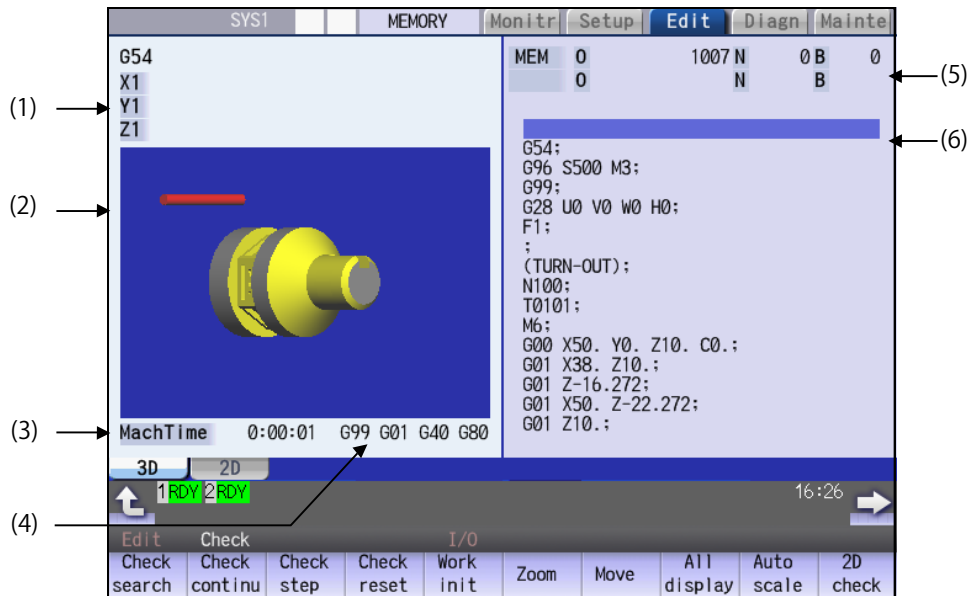 SYS1 MEMORY Monitr Setup Edit Diagn Mainte
G54
X1
(1) Y1
Z1
(2)
(3) MachTime 0:00:01 G99 G01 G40 G80
(4)
MEM O 1007 N 0 B 0
O N B (5)
(6)
G54;
G96 S500 M3;
G99;
G28 U0 V0 W0 H0;
F1;
;
(TURN-OUT);
N100;
T0101;
M6;
G00 X50. Y0. Z10. C0.;
G01 X38. Z10.;
G01 Z-16.272;
G01 X50. Z-22.272;
G01 Z10.;
3D 2D
1 RDY 2 RDY 16:26
Edit Check I/O
Check search Check continu Check step Check reset Work init Zoom Move All display Auto scale 2D check